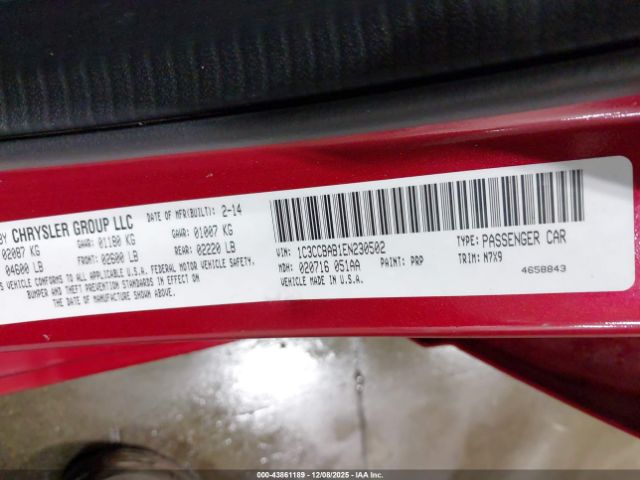 BY CHRYSLER GROUP LLC DATE OF MFR(BUILT): 2-14
02087 KG GAWR: 01180 KG GAWR: 01007 KG
04600 LB FRONT: 02600 LB REAR: 02220 LB
VEHICLE CONFORMS TO ALL APPLICABLE U.S.A. FEDERAL MOTOR VEHICLE SAFETY,
BUMPER AND THEFT PREVENTION STANDARDS IN EFFECT ON
THE DATE OF MANUFACTURE SHOWN ABOVE.
VIN: 1C3CCBAB1EN230502 TYPE: PASSENGER CAR
MDH: 020716 051AA PAINT: PRP TRIM: N7X9
VEHICLE MADE IN U.S.A. 4658843
000-43861189 • 12/08/2025 • IAA Inc.